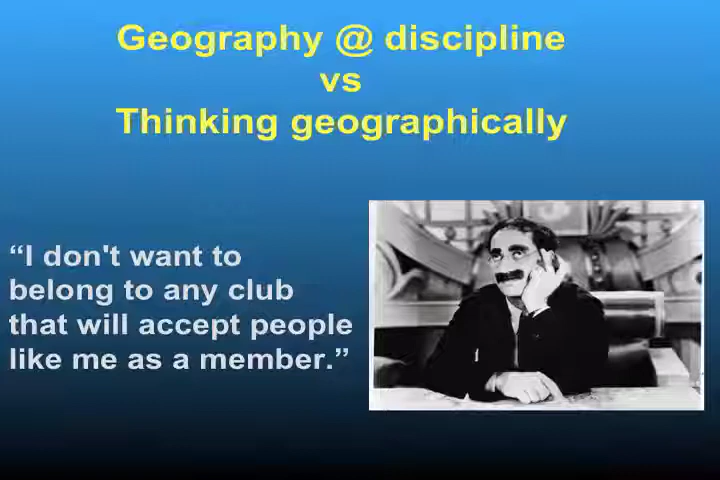 Geography @ discipline
vs
Thinking geographically
“I don't want to
belong to any club
that will accept people
like me as a member.”